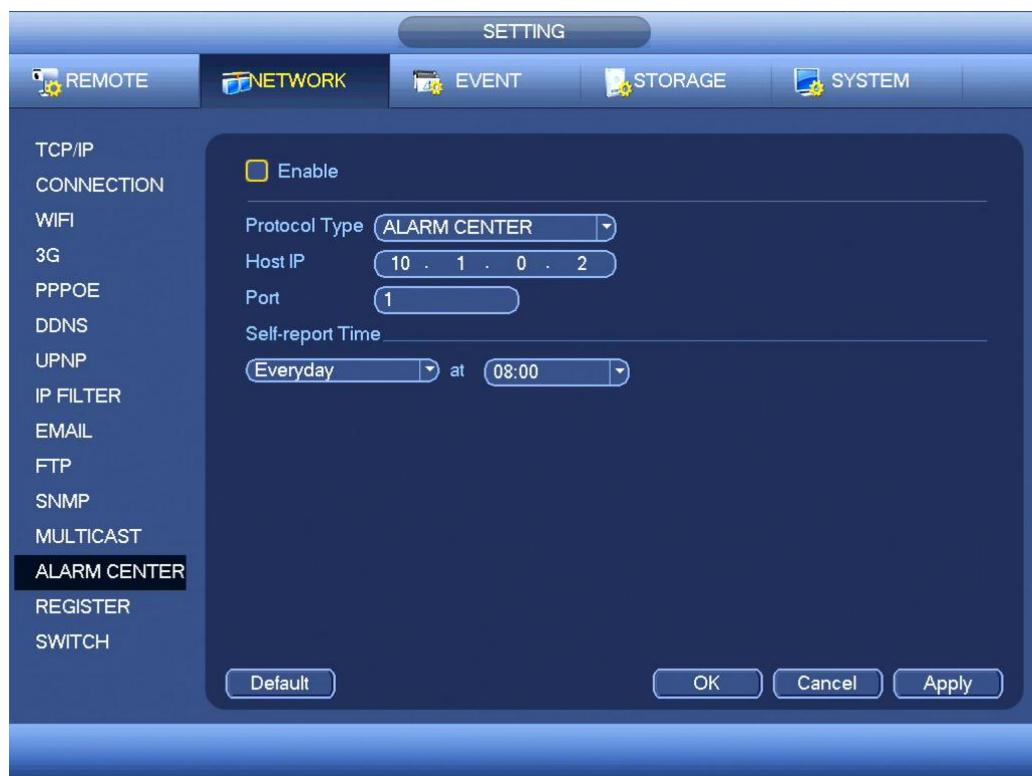 SETTING
REMOTE NETWORK EVENT STORAGE SYSTEM
TCP/IP
CONNECTION
WIFI
3G
PPPOE
DDNS
UPNP
IP FILTER
EMAIL
FTP
SNMP
MULTICAST
ALARM CENTER
REGISTER
SWITCH
Enable
Protocol Type ALARM CENTER
Host IP 10 . 1 . 0 . 2
Port 1
Self-report Time
Everyday at 08:00
Default OK Cancel Apply